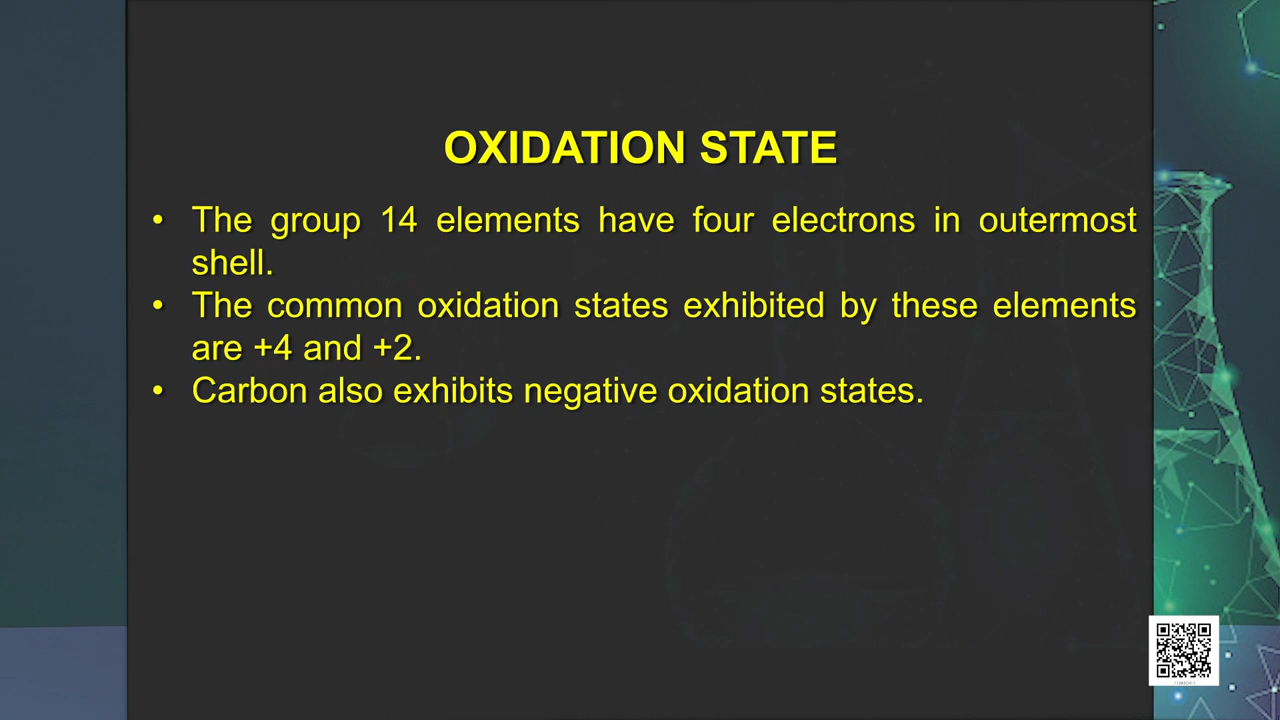 OXIDATION STATE
• The group 14 elements have four electrons in outermost
shell.
• The common oxidation states exhibited by these elements
are +4 and +2.
• Carbon also exhibits negative oxidation states.